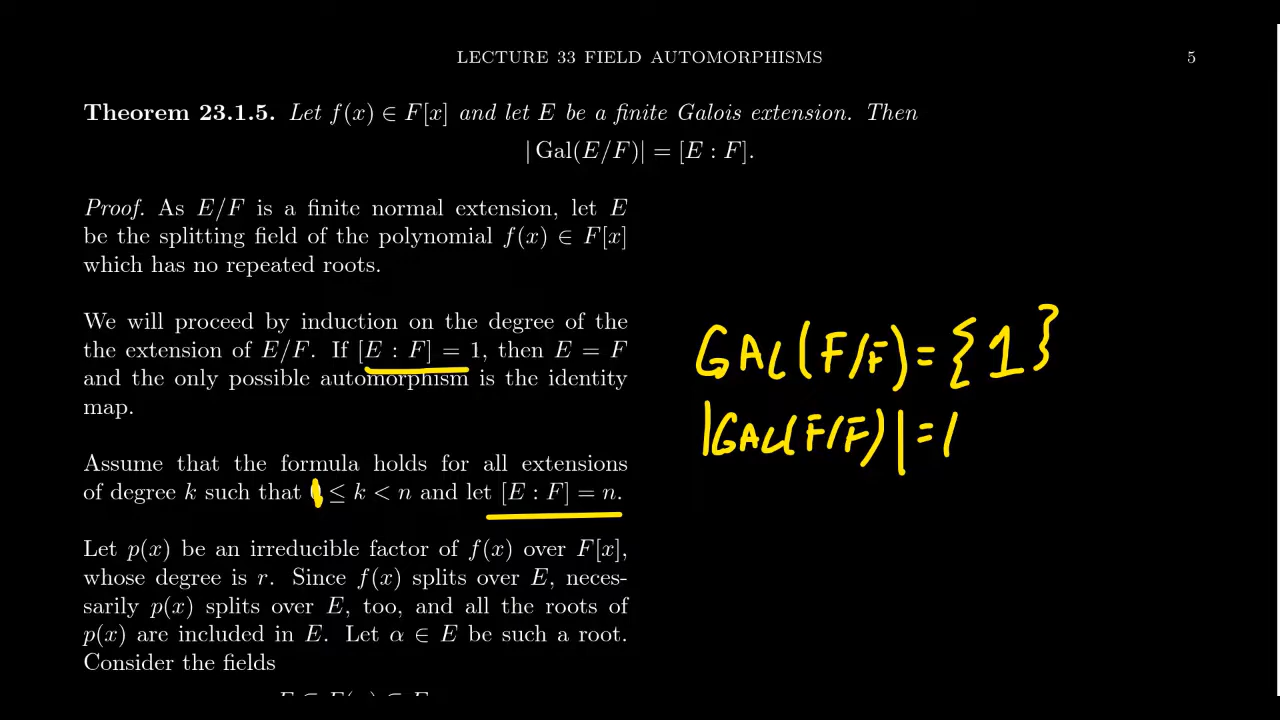 LECTURE 33 FIELD AUTOMORPHISMS 5
Theorem 23.1.5. Let f(x) ∈ F[x] and let E be a finite Galois extension. Then
| Gal(E/F)| = [E : F].
Proof. As E/F is a finite normal extension, let E
be the splitting field of the polynomial f(x) ∈ F[x]
which has no repeated roots.
We will proceed by induction on the degree of the
the extension of E/F. If [E : F] = 1, then E = F
and the only possible automorphism is the identity
map.
Assume that the formula holds for all extensions
of degree k such that ≤ k < n and let [E : F] = n.
Let p(x) be an irreducible factor of f(x) over F[x],
whose degree is r. Since f(x) splits over E, neces-
sarily p(x) splits over E, too, and all the roots of
p(x) are included in E. Let α ∈ E be such a root.
Consider the fields
GAL(F/F) = {1}
|GAL(F/F)| = 1